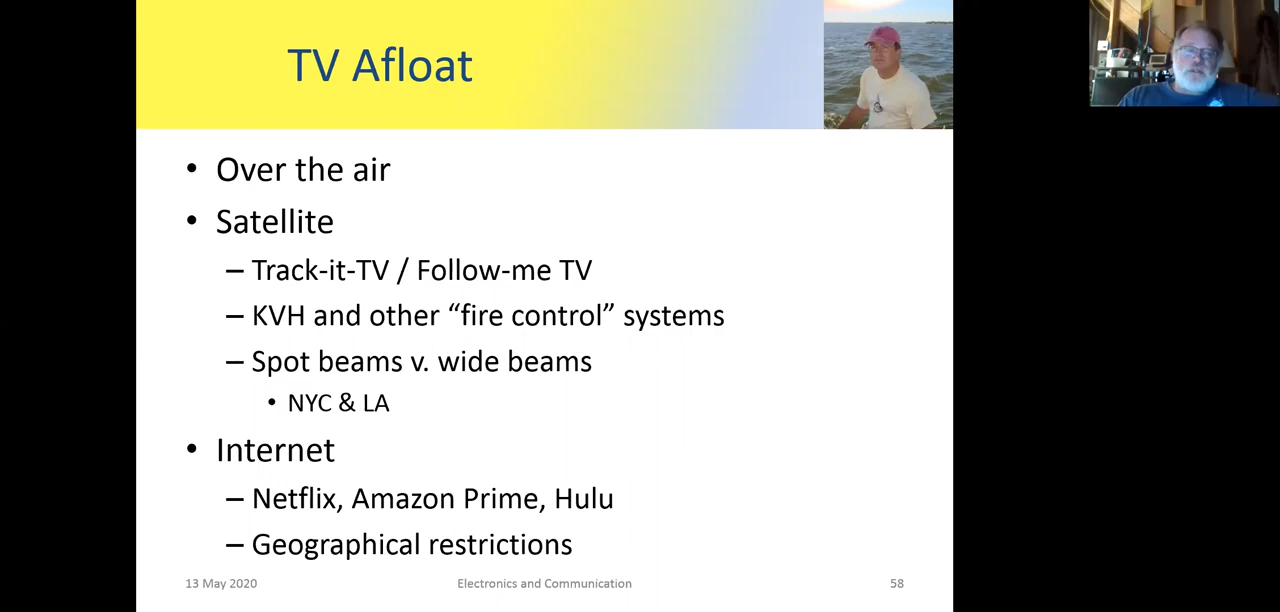 TV Afloat
• Over the air
• Satellite
– Track-it-TV / Follow-me TV
– KVH and other “fire control” systems
– Spot beams v. wide beams
• NYC & LA
• Internet
– Netflix, Amazon Prime, Hulu
– Geographical restrictions
13 May 2020 Electronics and Communication 58